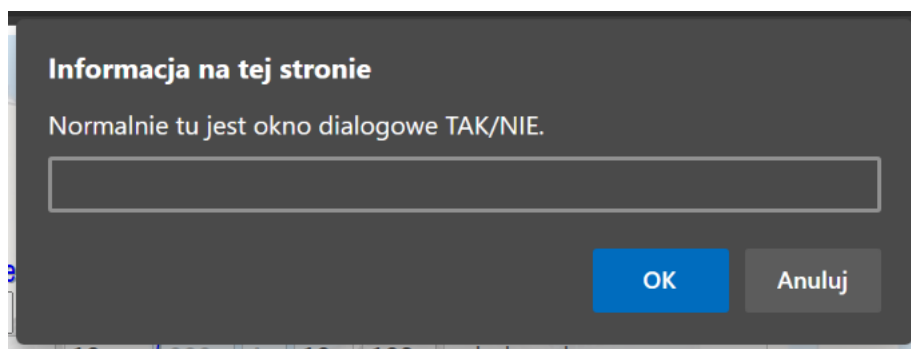 Informacja na tej stronie
Normalnie tu jest okno dialogowe TAK/NIE.
OK Anuluj